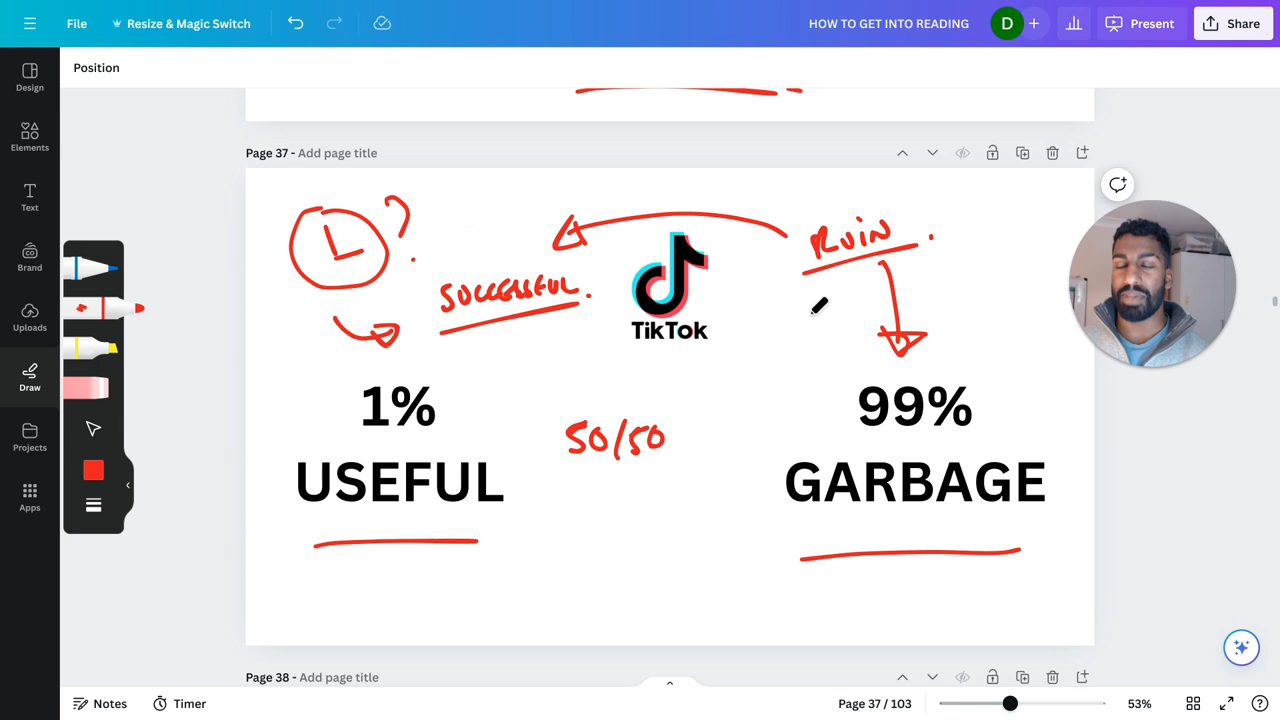 File
Resize & Magic Switch
HOW TO GET INTO READING
D
Present
Share
Position
Design
Elements
Text
Brand
Uploads
Draw
Projects
Apps
Page 37 - Add page title
?
RUIN.
SUCCESSFUL.
TikTok
1%
99%
50/50
USEFUL
GARBAGE
Page 38 - Add page title
Notes
Timer
Page 37 / 103
53%